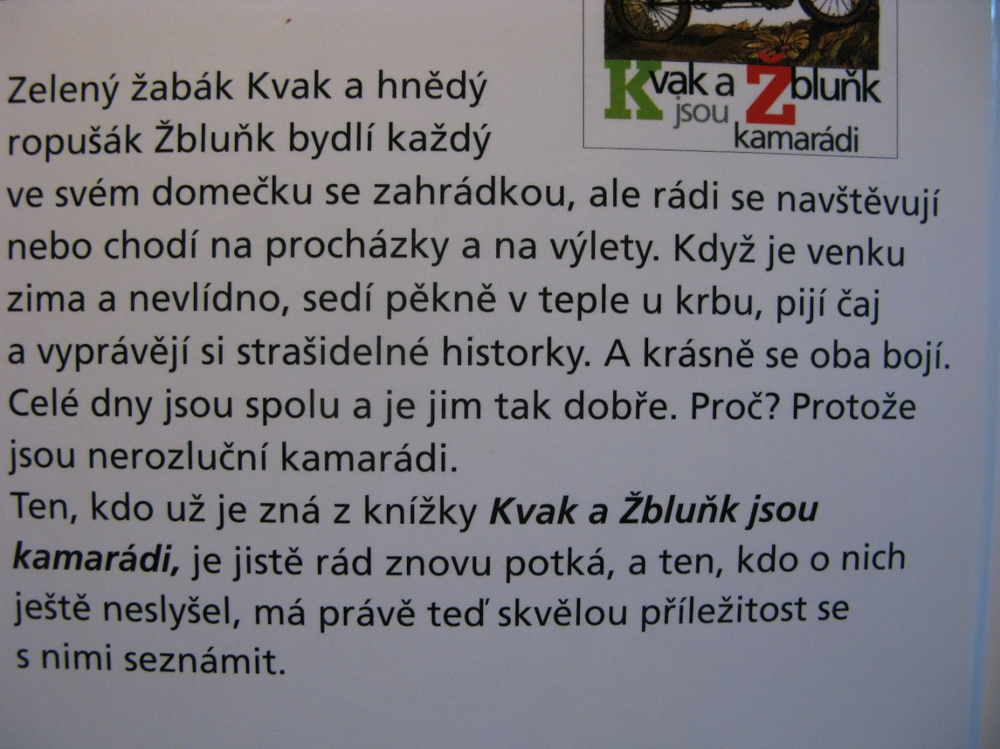 Kvak a Žbluňk
jsou
kamarádi
Zelený žabák Kvak a hnědý
ropušák Žbluňk bydlí každý
ve svém domečku se zahrádkou, ale rádi se navštěvují
nebo chodí na procházky a na výlety. Když je venku
zima a nevlídno, sedí pěkně v teple u krbu, pijí čaj
a vyprávějí si strašidelné historky. A krásně se oba bojí.
Celé dny jsou spolu a je jim tak dobře. Proč? Protože
jsou nerozluční kamarádi.
Ten, kdo už je zná z knížky Kvak a Žbluňk jsou
kamarádi, je jistě rád znovu potká, a ten, kdo o nich
ještě neslyšel, má právě teď skvělou příležitost se
s nimi seznámit.